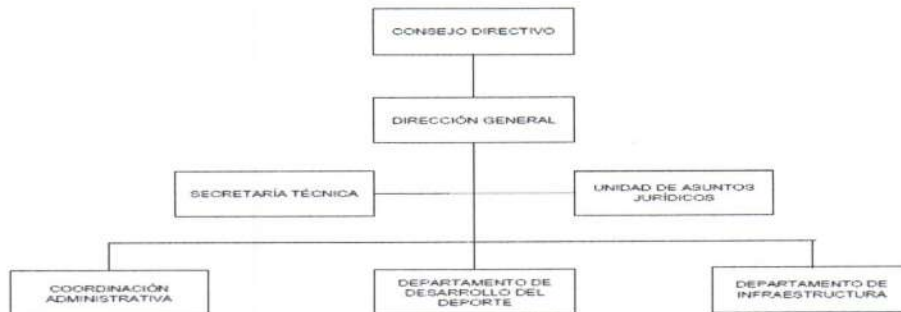 CONSEJO DIRECTIVO
DIRECCIÓN GENERAL
SECRETARÍA TÉCNICA
UNIDAD DE ASUNTOS
JURÍDICOS
COORDINACIÓN
ADMINISTRATIVA
DEPARTAMENTO DE
DESARROLLO DEL
DEPORTE
DEPARTAMENTO DE
INFRAESTRUCTURA